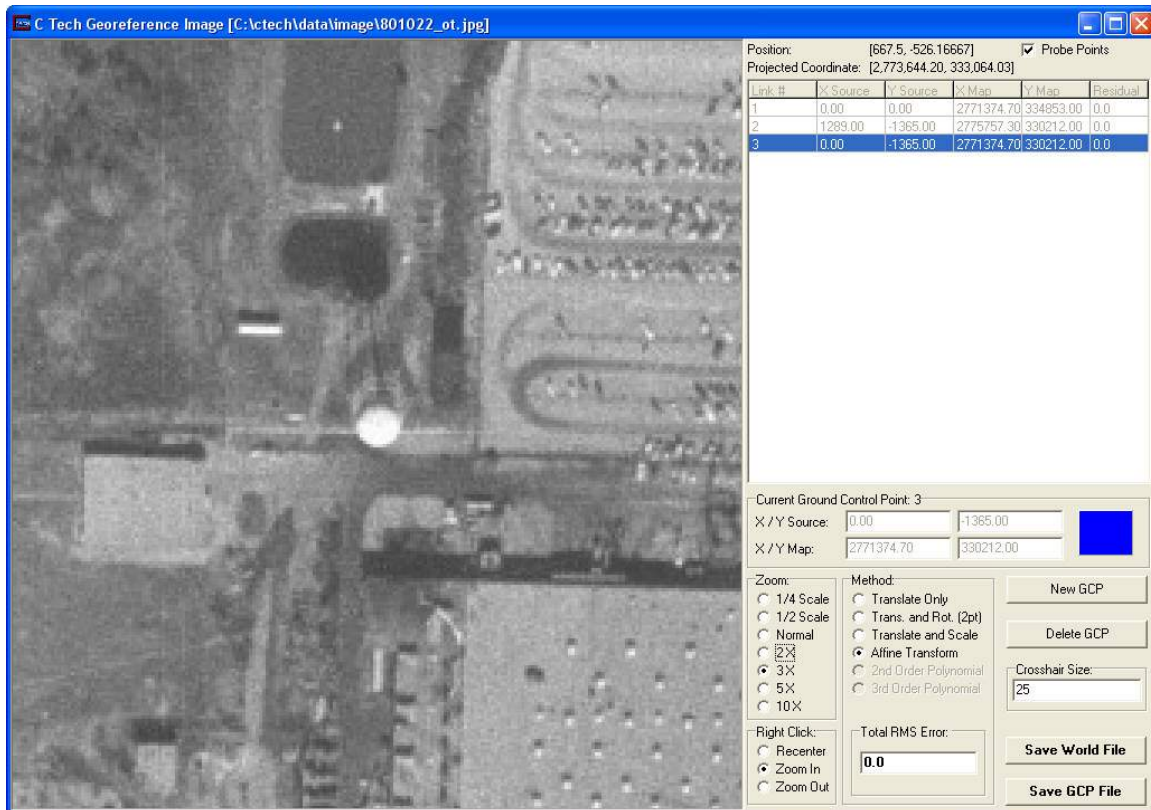 C Tech Georeference Image [C:\ctech\data\image\801022_ot.jpg]
Position: [667.5, -526.16667] Probe Points
Projected Coordinate: [2,773,644.20, 333,064.03]
Link # X Source Y Source X Map Y Map Residual
1 0.00 0.00 2771374.70 334853.00 0.0
2 1289.00 -1365.00 2775757.30 330212.00 0.0
3 0.00 -1365.00 2771374.70 330212.00 0.0
Current Ground Control Point: 3
X / Y Source: 0.00 -1365.00
X / Y Map: 2771374.70 330212.00
Zoom:
1/4 Scale
1/2 Scale
Normal
2X
3X
5X
10X
Method:
Translate Only
Trans. and Rot. (2pt)
Translate and Scale
Affine Transform
2nd Order Polynomial
3rd Order Polynomial
New GCP
Delete GCP
Crosshair Size:
25
Right Click:
Recenter
Zoom In
Zoom Out
Total RMS Error:
0.0
Save World File
Save GCP File